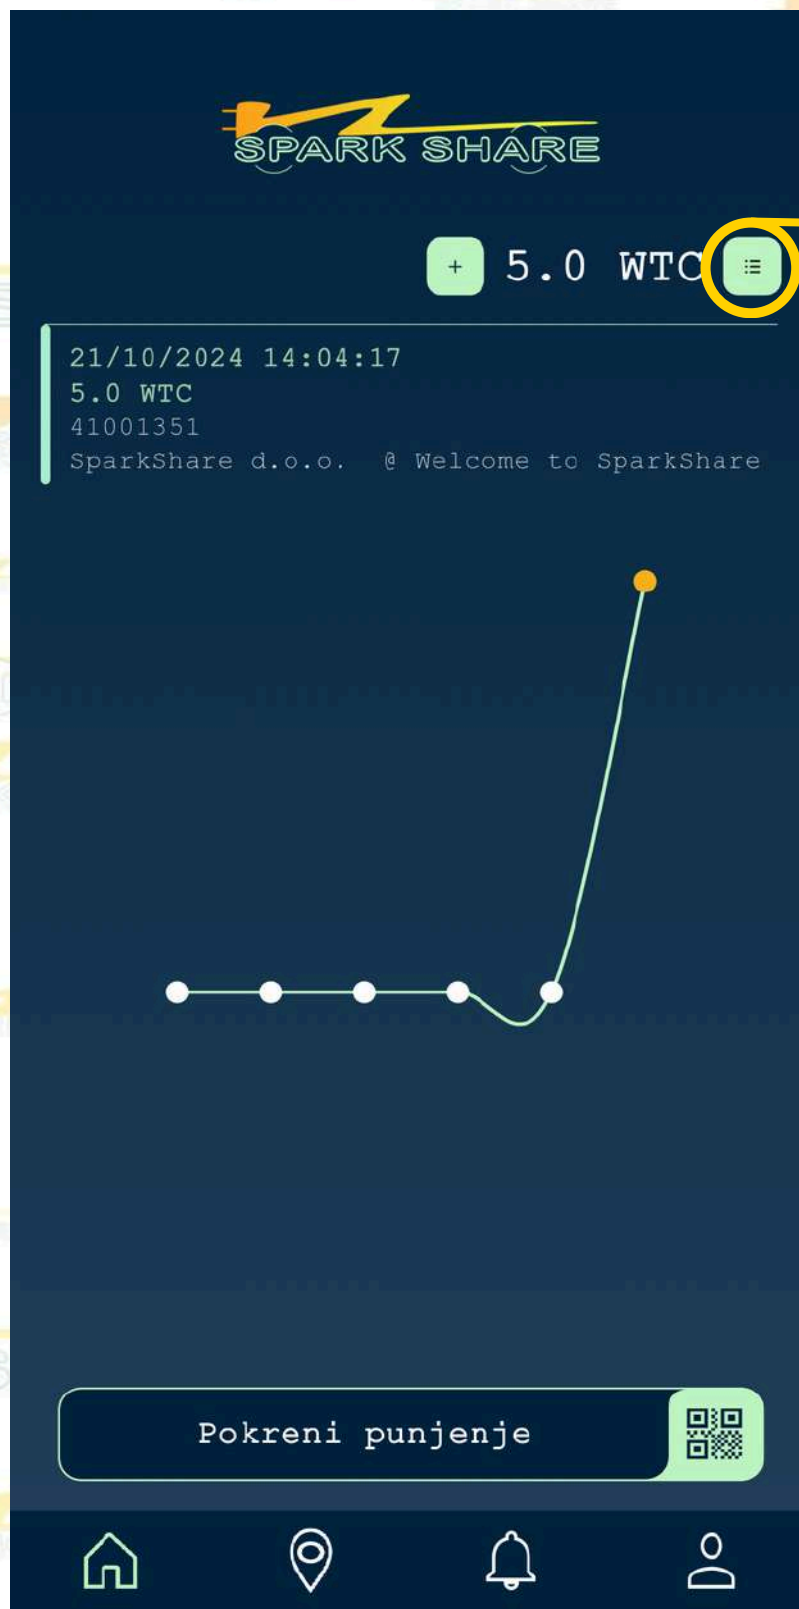 SPARK SHARE
+ 5.0 WTC
21/10/2024 14:04:17
5.0 WTC
41001351
SparkShare d.o.o. @ Welcome to SparkShare
Pokreni punjenje